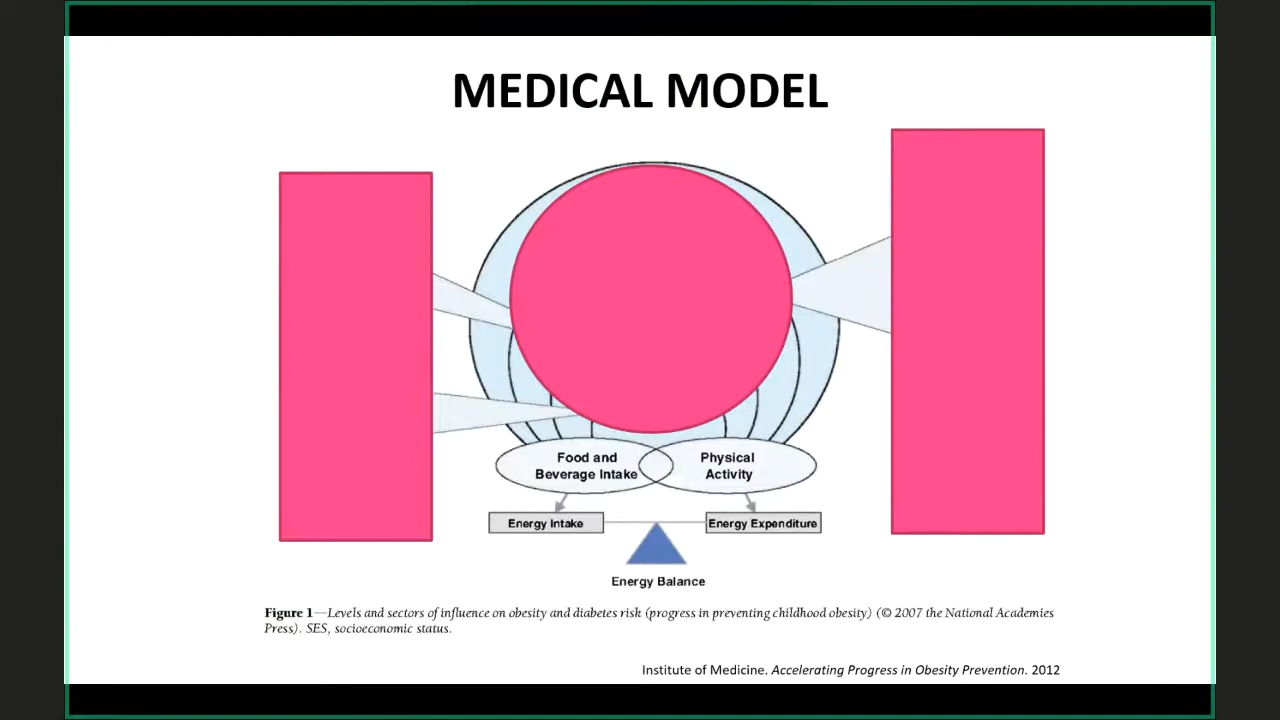 MEDICAL MODEL
Food and
Beverage Intake
Physical
Activity
Energy Intake
Energy Expenditure
Energy Balance
Figure 1—Levels and sectors of influence on obesity and diabetes risk (progress in preventing childhood obesity) (© 2007 the National Academies
Press). SES, socioeconomic status.
Institute of Medicine. Accelerating Progress in Obesity Prevention. 2012